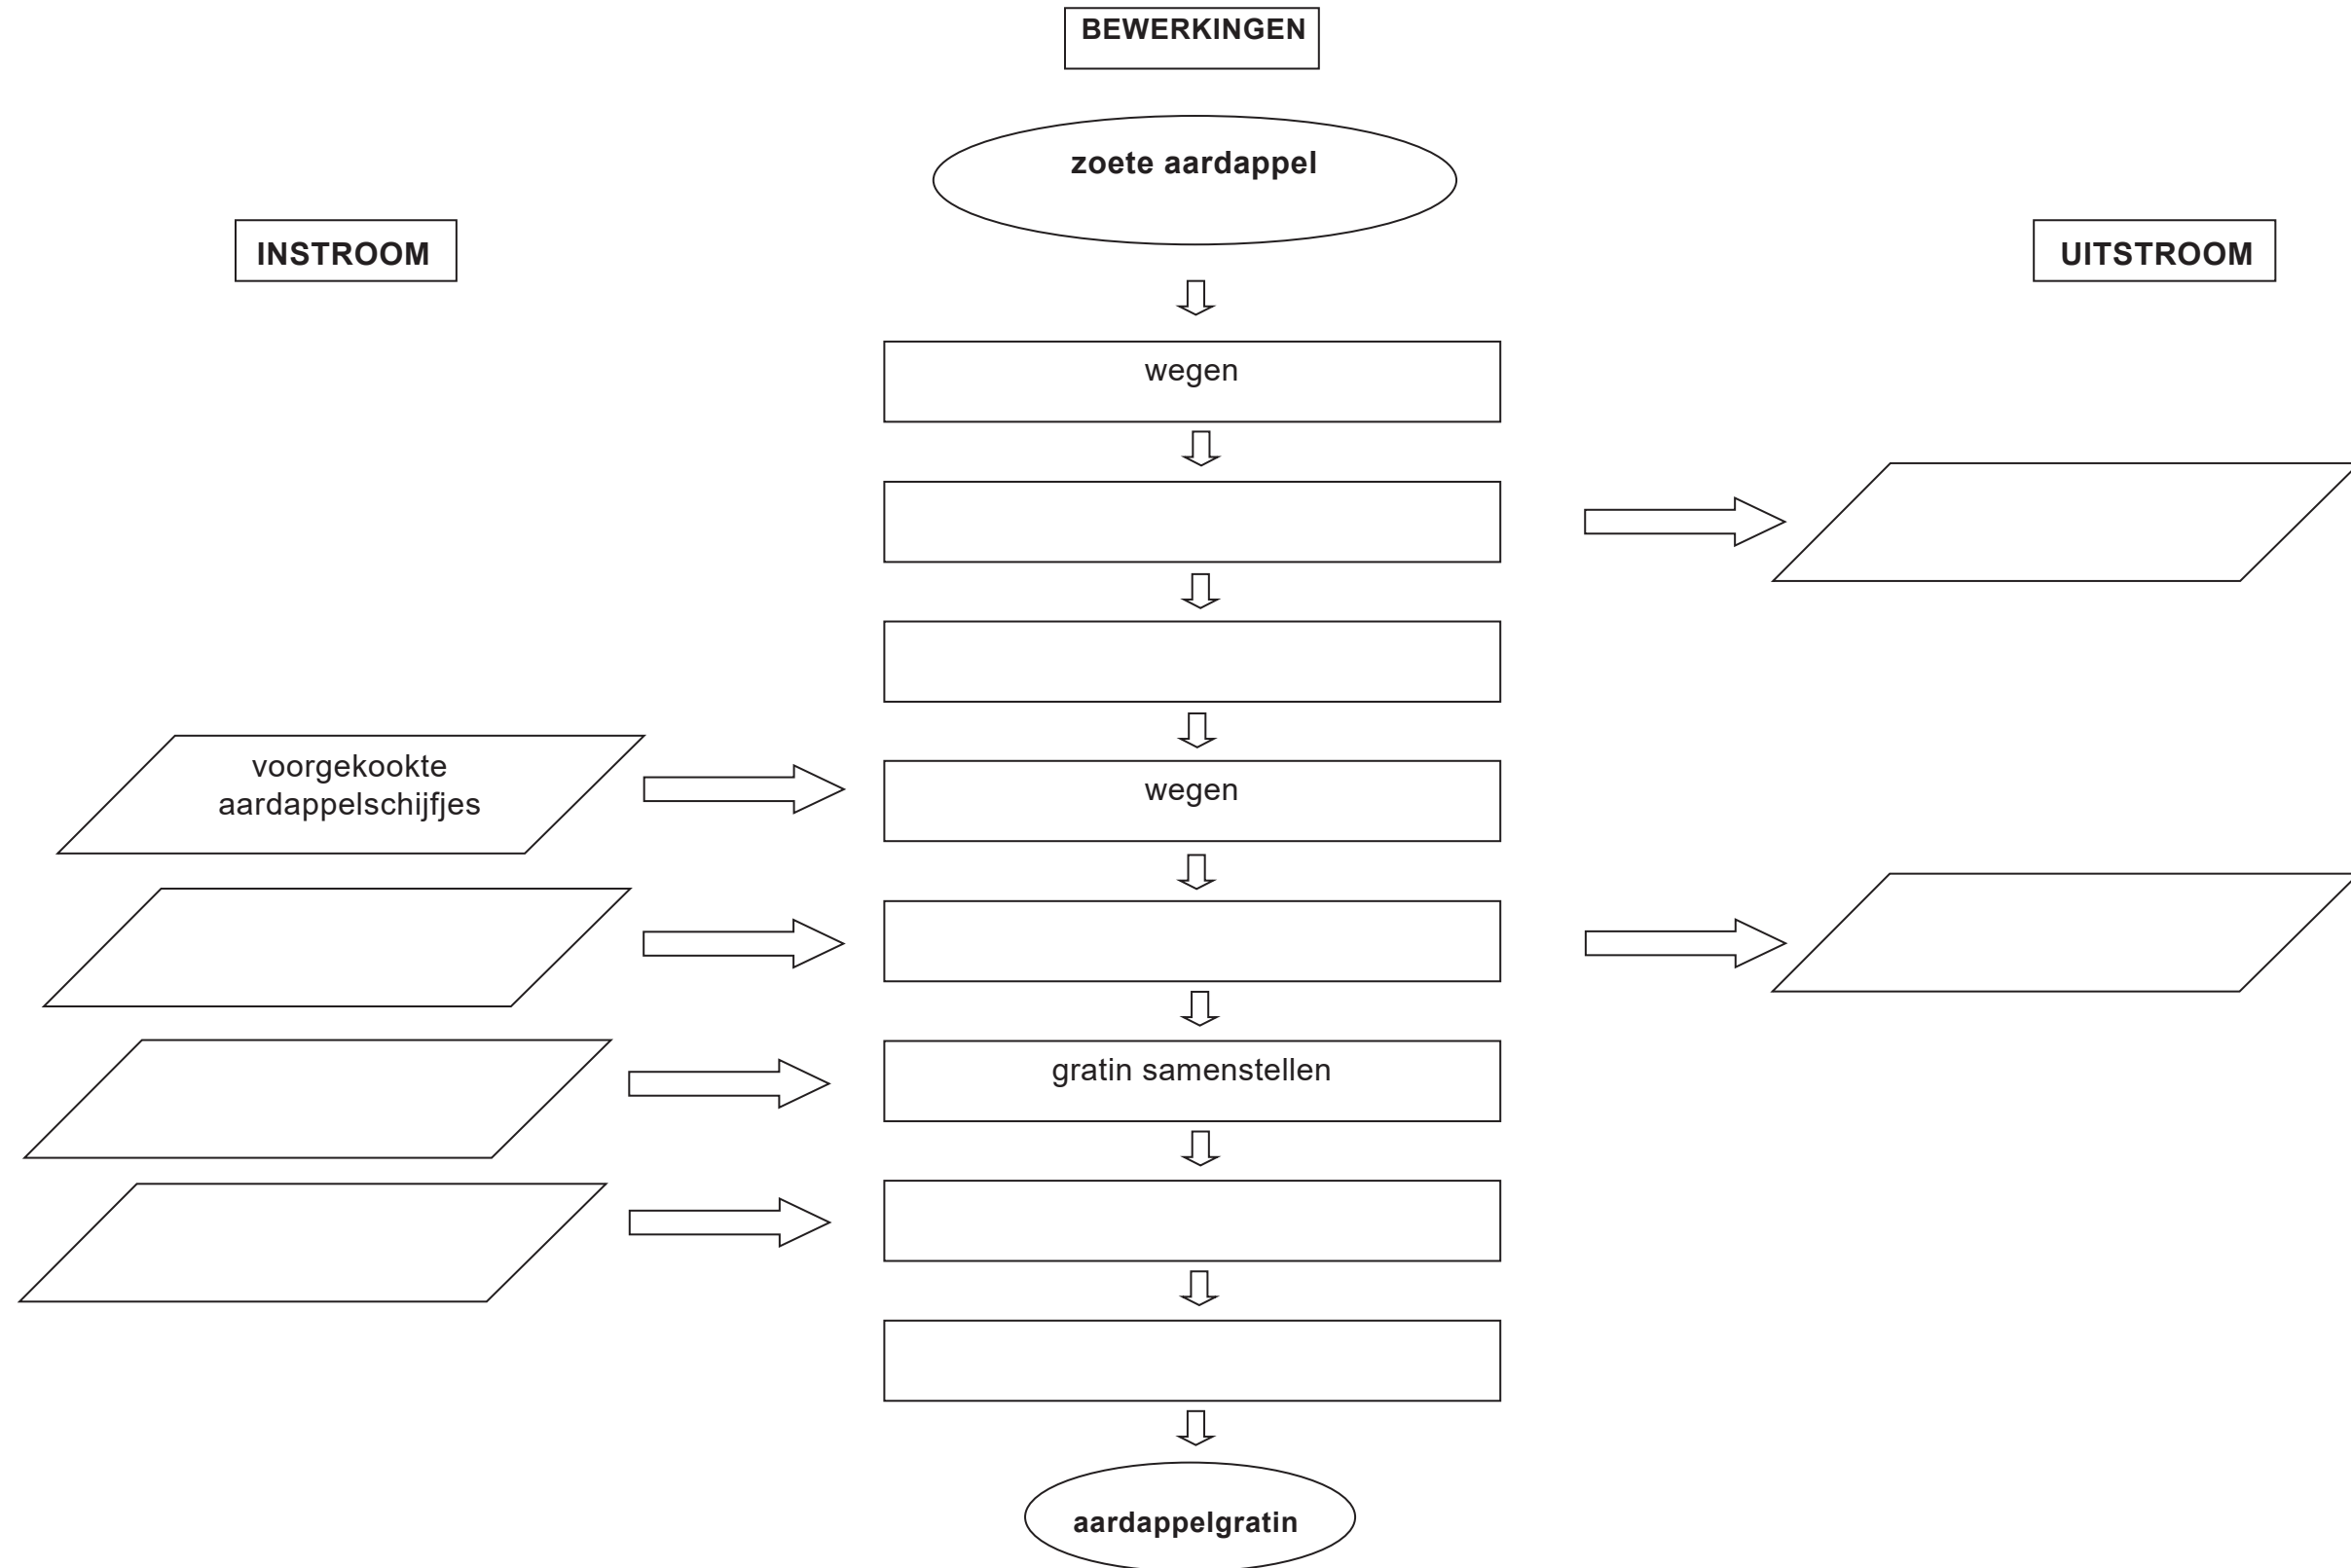 BEWERKINGEN
zoete aardappel
INSTROOM
UITSTROOM
wegen
voorgekookte
aardappelschijfjes
wegen
gratin samenstellen
aardappelgratin